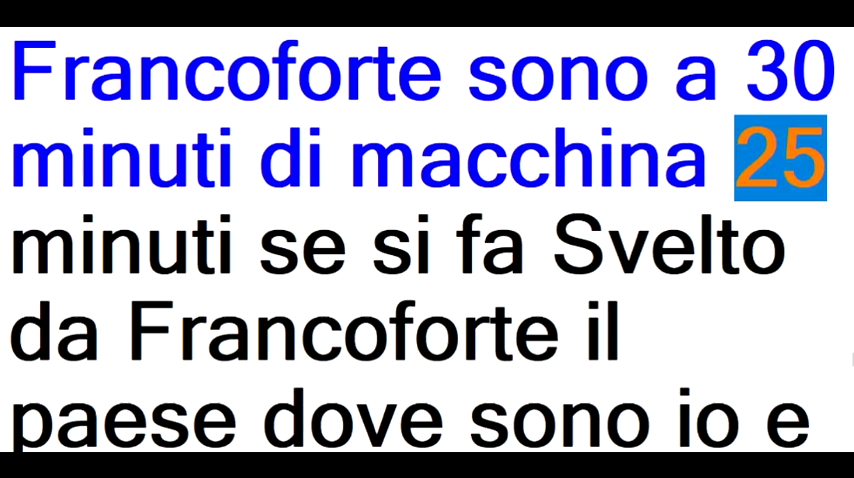 Francoforte sono a 30
minuti di macchina 25
minuti se si fa Svelto
da Francoforte il
paese dove sono io e